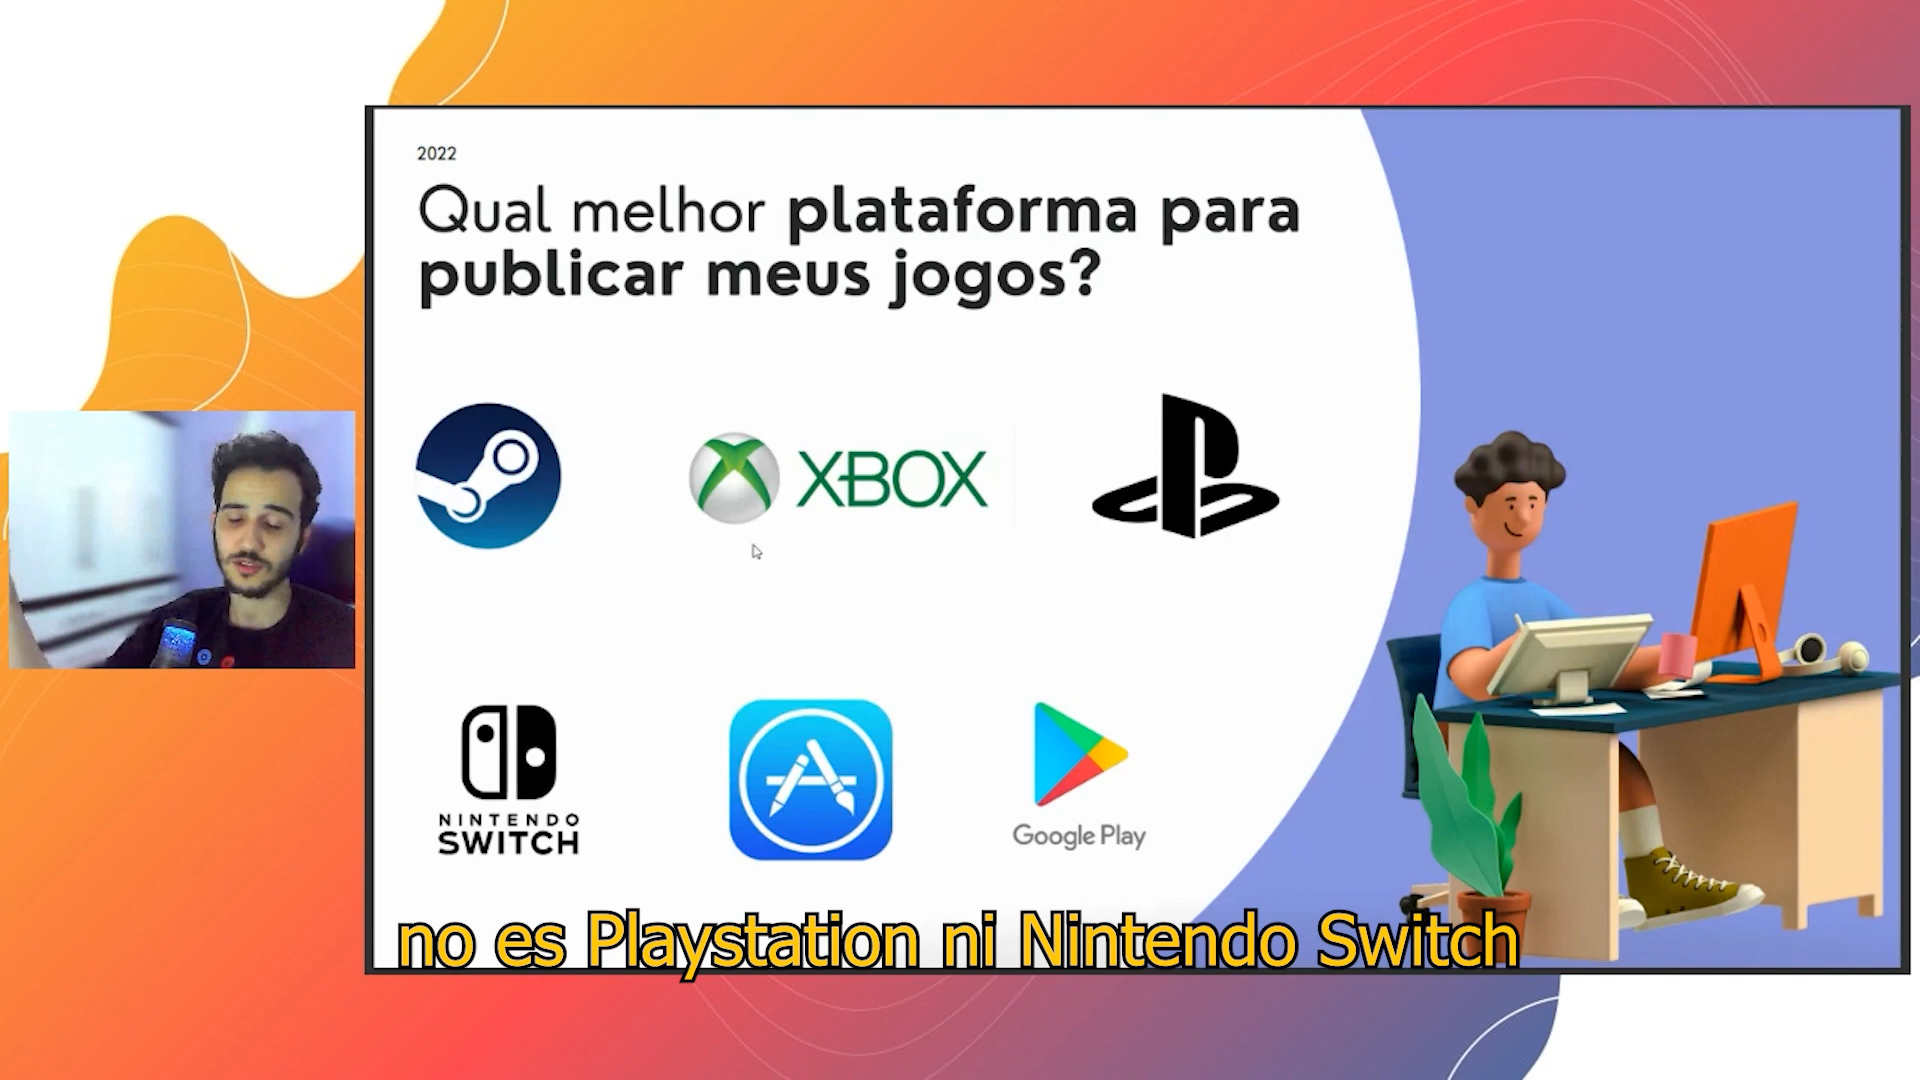 2022
Qual melhor plataforma para
publicar meus jogos?
XBOX
NINTENDO
SWITCH
Google Play
no es Playstation ni Nintendo Switch